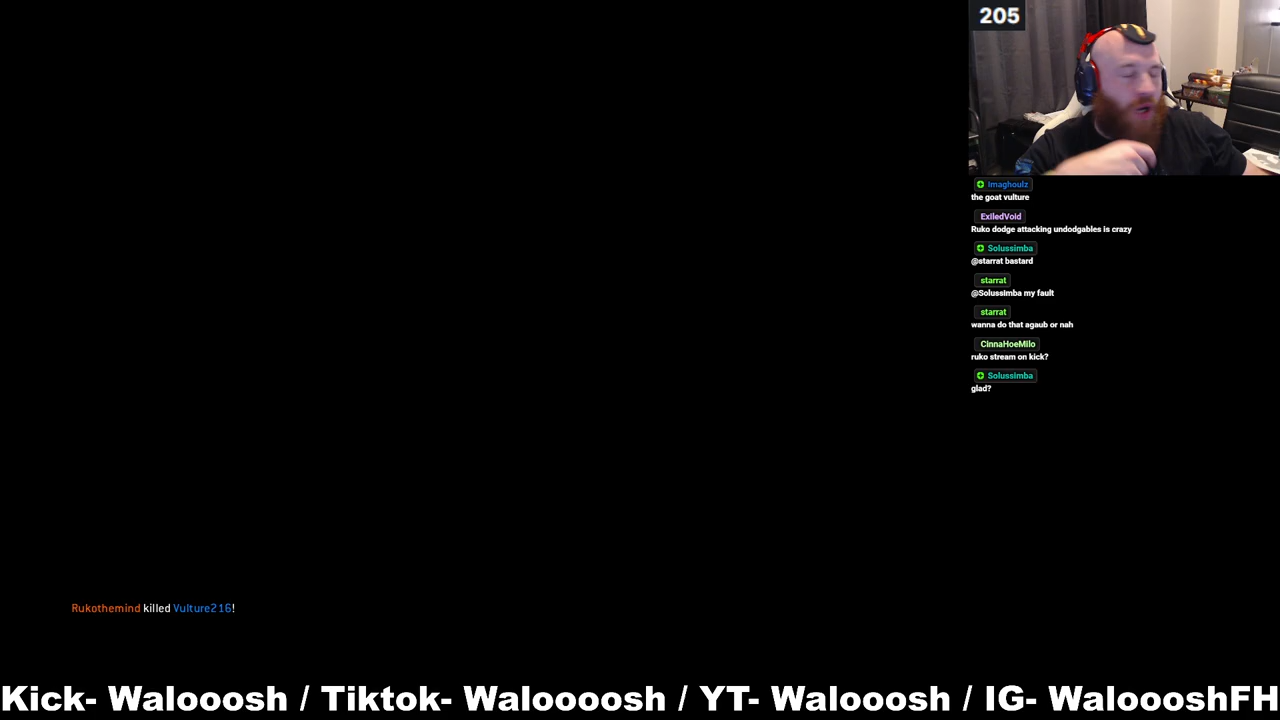 205
Imaghoulz
the goat vulture
ExiledVoid
Ruko dodge attacking undodgables is crazy
Solussimba
@starrat bastard
starrat
@Solussimba my fault
starrat
wanna do that agaub or nah
CinnaHoeMilo
ruko stream on kick?
Solussimba
glad?
Rukothemind killed Vulture216!
Kick- Walooosh / Tiktok- Waloooosh / YT- Walooosh / IG- WaloooshFH